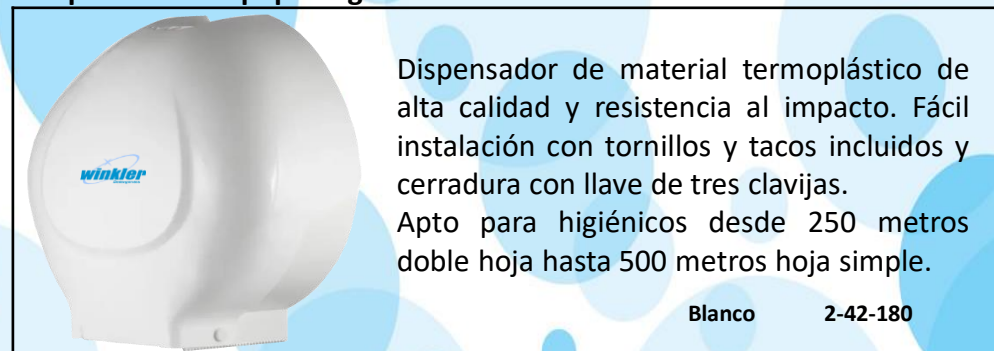 winkler
Dispensador de material termoplástico de
alta calidad y resistencia al impacto. Fácil
instalación con tornillos y tacos incluidos y
cerradura con llave de tres clavijas.
Apto para higiénicos desde 250 metros
doble hoja hasta 500 metros hoja simple.
Blanco 2-42-180